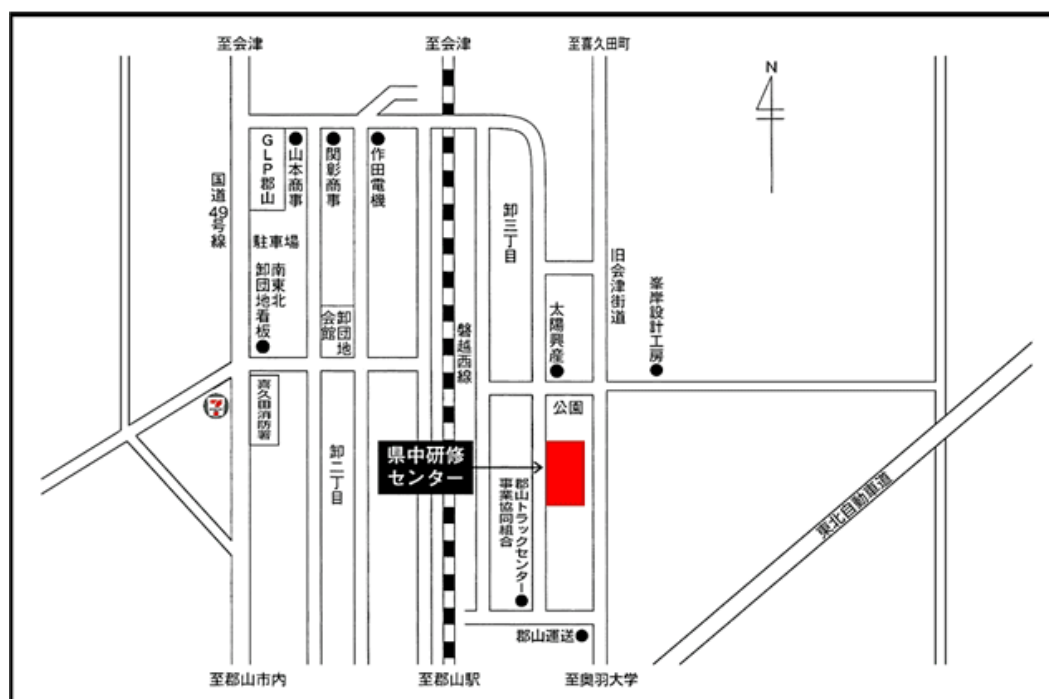 至会津
至会津
至喜久田町
N
GLP郡山
山本商事
関彰商事
作田電機
国道49号線
卸三丁目
駐車場
旧会津街道
南東北
卸団地看板
卸団地
会館
磐越西線
太陽興産
峯岸設計工房
喜久田消防署
公園
卸二丁目
県中研修
センター
郡山トラックセンター
事業協同組合
東北自動車道
郡山運送
至郡山市内
至郡山駅
至奥羽大学